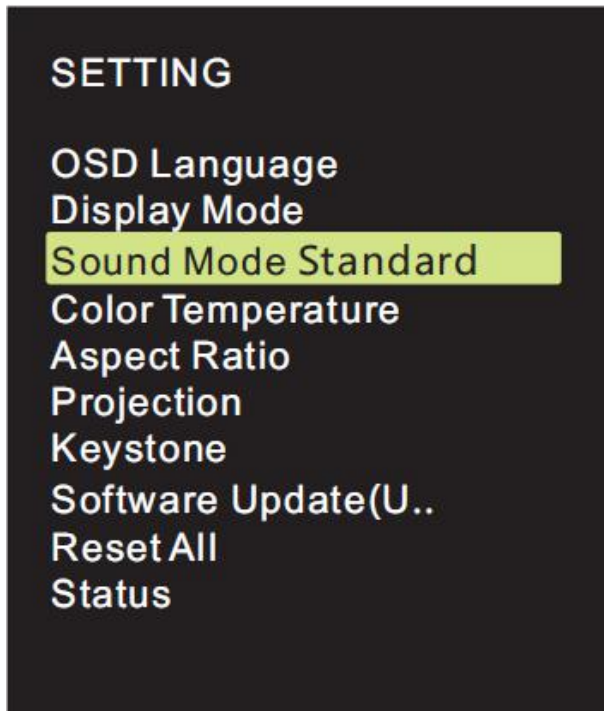 SETTING
OSD Language
Display Mode
Sound Mode Standard
Color Temperature
Aspect Ratio
Projection
Keystone
Software Update(U..
Reset All
Status